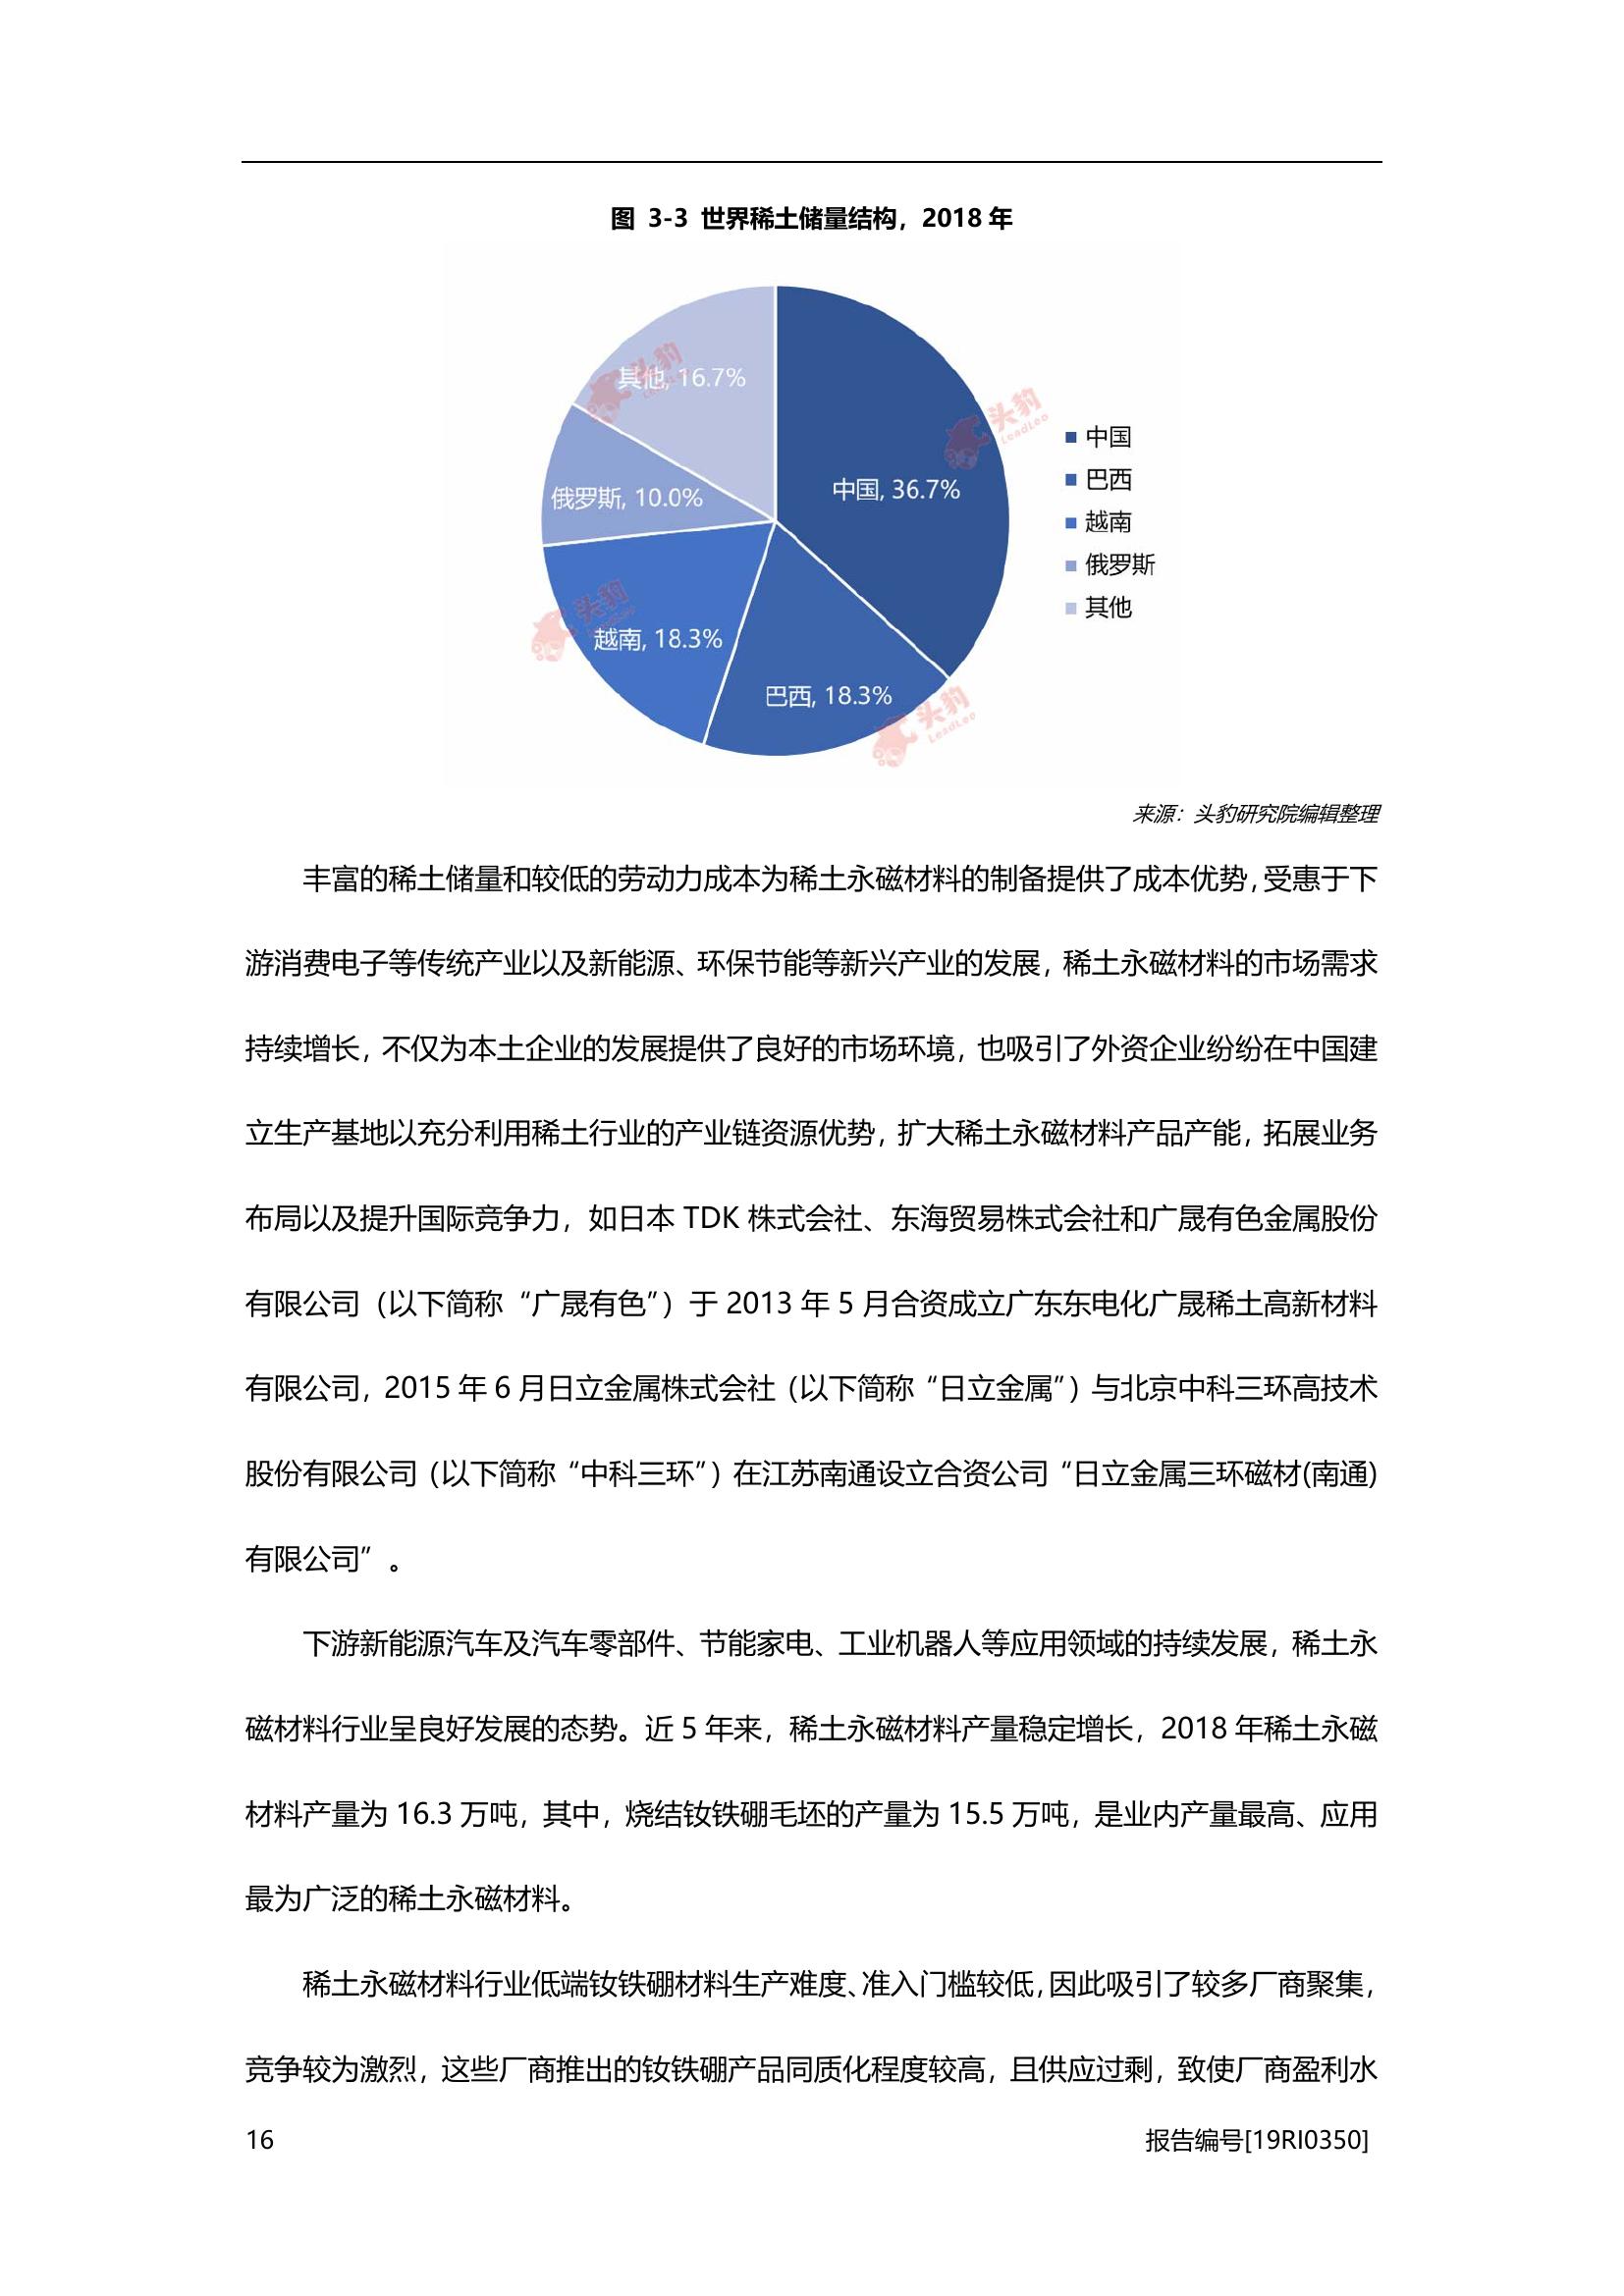 图 3-3 世界稀土储量结构，2018 年
其他, 16.7%
中国, 36.7%
俄罗斯, 10.0%
越南, 18.3%
巴西, 18.3%
中国
巴西
越南
俄罗斯
其他
头豹
LeadLeo
头豹
LeadLeo
头豹
LeadLeo
头豹
LeadLeo
来源：头豹研究院编辑整理
丰富的稀土储量和较低的劳动力成本为稀土永磁材料的制备提供了成本优势，受惠于下
游消费电子等传统产业以及新能源、环保节能等新兴产业的发展，稀土永磁材料的市场需求
持续增长，不仅为本土企业的发展提供了良好的市场环境，也吸引了外资企业纷纷在中国建
立生产基地以充分利用稀土行业的产业链资源优势，扩大稀土永磁材料产品产能，拓展业务
布局以及提升国际竞争力，如日本 TDK 株式会社、东海贸易株式会社和广晟有色金属股份
有限公司（以下简称“广晟有色”）于 2013 年 5 月合资成立广东东电化广晟稀土高新材料
有限公司，2015 年 6 月日立金属株式会社（以下简称“日立金属”）与北京中科三环高技术
股份有限公司（以下简称“中科三环”）在江苏南通设立合资公司“日立金属三环磁材(南通)
有限公司”。
下游新能源汽车及汽车零部件、节能家电、工业机器人等应用领域的持续发展，稀土永
磁材料行业呈良好发展的态势。近 5 年来，稀土永磁材料产量稳定增长，2018 年稀土永磁
材料产量为 16.3 万吨，其中，烧结钕铁硼毛坯的产量为 15.5 万吨，是业内产量最高、应用
最为广泛的稀土永磁材料。
稀土永磁材料行业低端钕铁硼材料生产难度、准入门槛较低，因此吸引了较多厂商聚集，
竞争较为激烈，这些厂商推出的钕铁硼产品同质化程度较高，且供应过剩，致使厂商盈利水
16
报告编号[19RI0350]